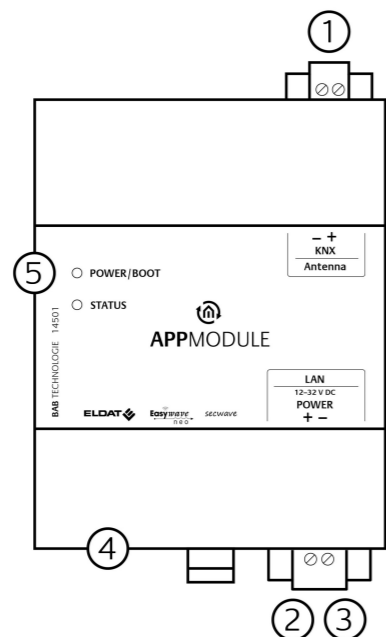 1
– +
KNX
Antenna
5
POWER/BOOT
STATUS
BAB TECHNOLOGIE 14501
APPMODULE
LAN
12–32 V DC
POWER
+ –
ELDAT
Easywave
neo
secwave
4
2
3